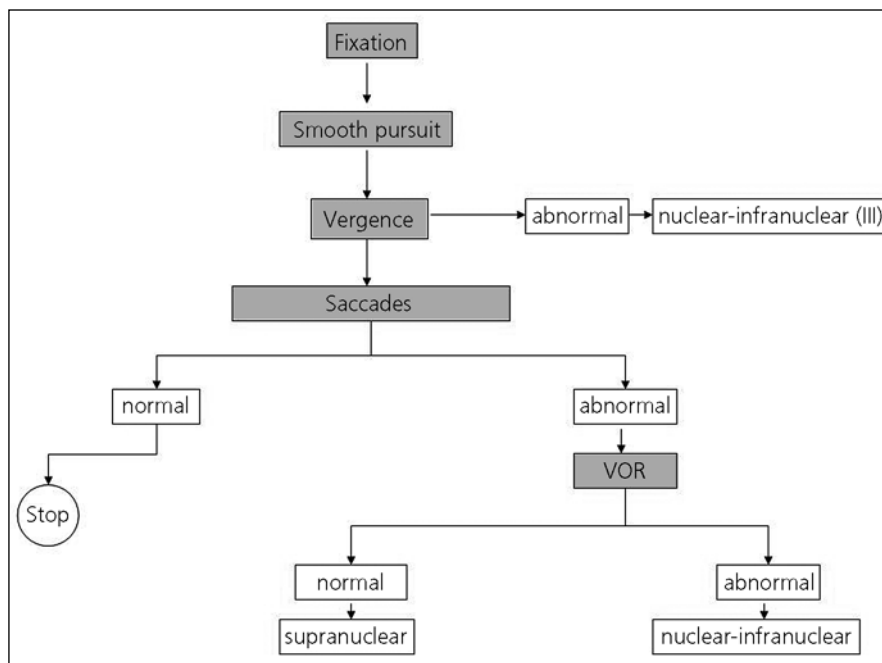 Fixation
Smooth pursuit
Vergence
abnormal
nuclear-infranuclear (III)
Saccades
normal
abnormal
VOR
Stop
normal
abnormal
supranuclear
nuclear-infranuclear